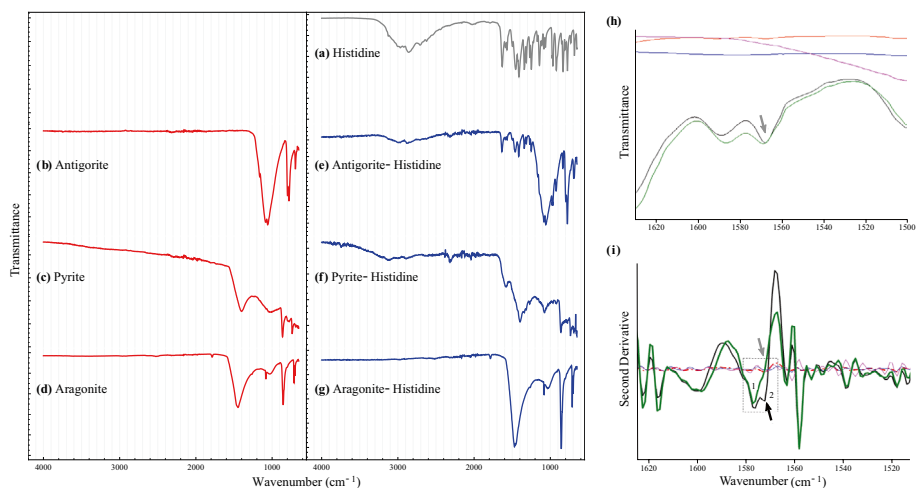 (a) Histidine
(b) Antigorite
(c) Pyrite
(d) Aragonite
(e) Antigorite- Histidine
(f) Pyrite- Histidine
(g) Aragonite- Histidine
Transmittance
4000 3000 2000 1000
4000 3000 2000 1000
Wavenumber (cm⁻¹)
(h)
Transmittance
1620 1600 1580 1560 1540 1520 1500
(i)
Second Derivative
1
2
1620 1600 1580 1560 1540 1520
Wavenumber (cm⁻¹)